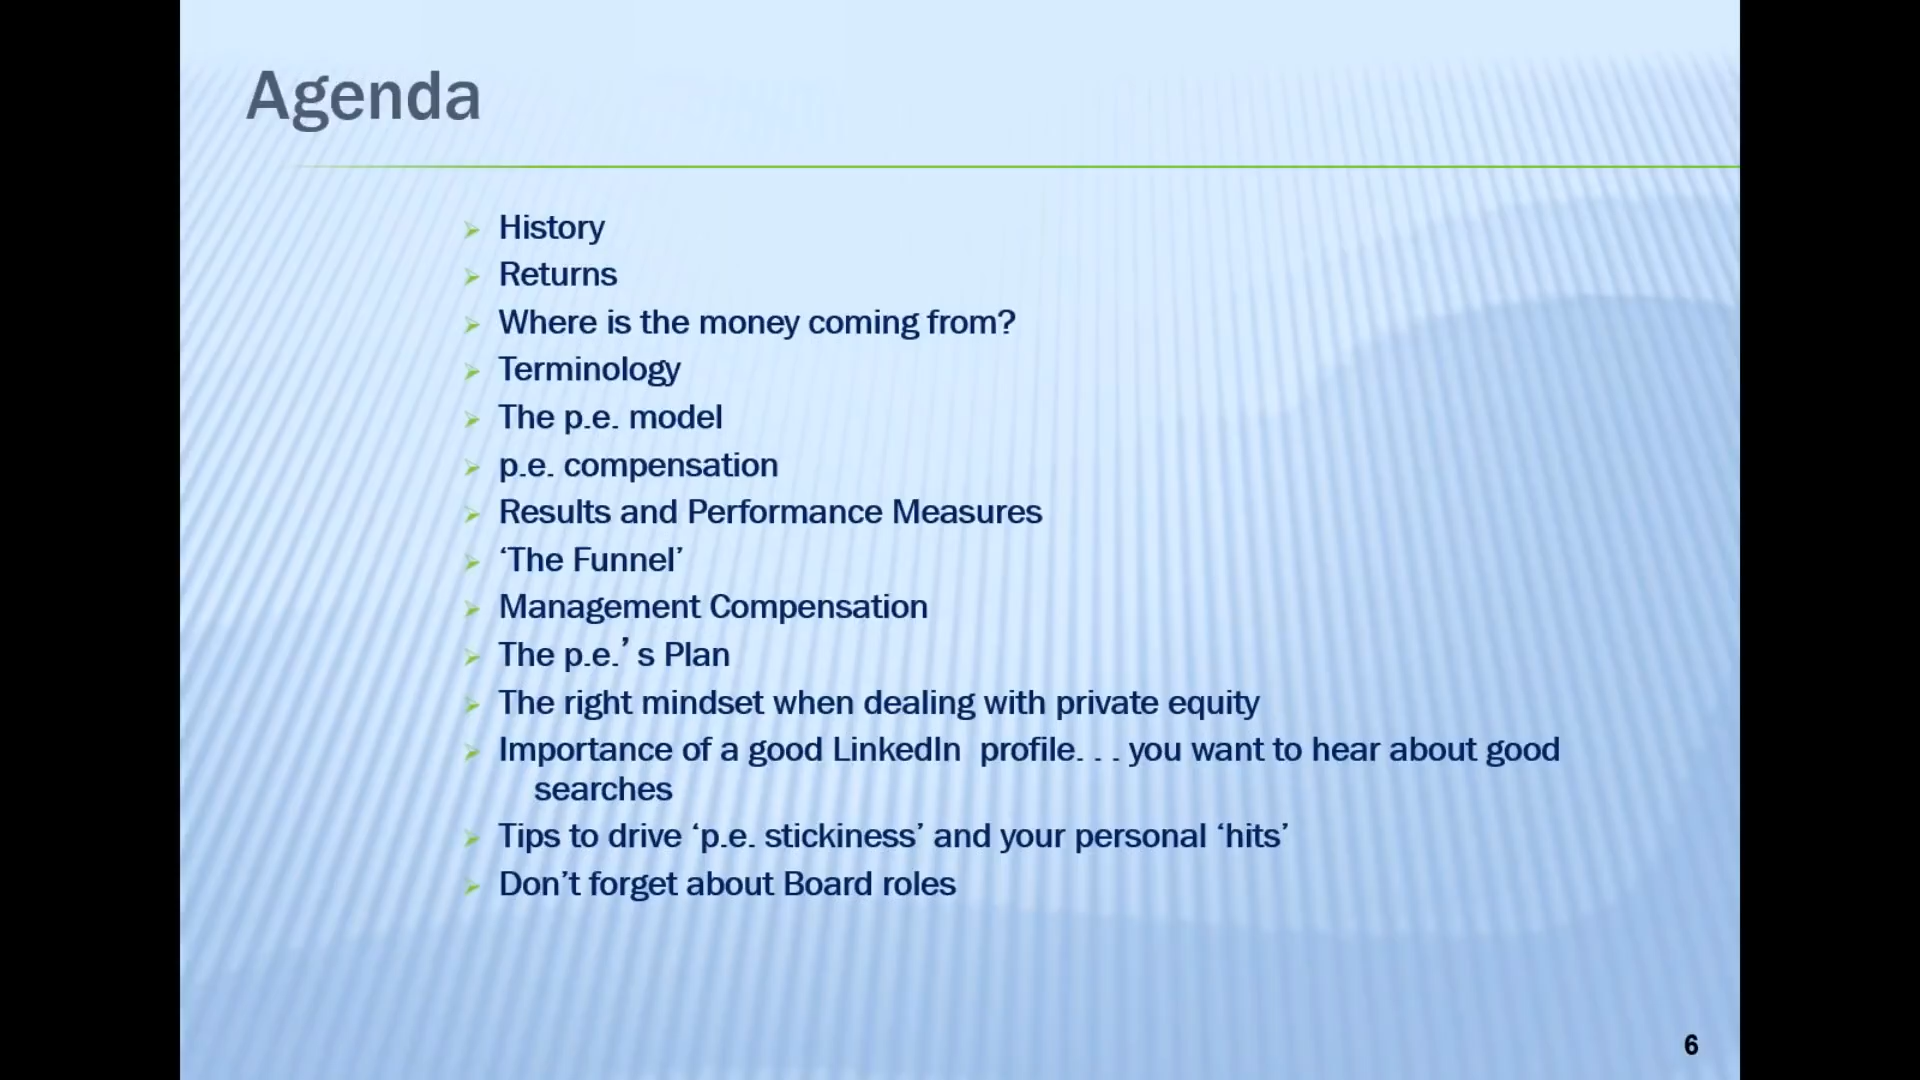 Agenda
History
Returns
Where is the money coming from?
Terminology
The p.e. model
p.e. compensation
Results and Performance Measures
‘The Funnel’
Management Compensation
The p.e.’ s Plan
The right mindset when dealing with private equity
Importance of a good LinkedIn  profile. . . you want to hear about good
searches
Tips to drive ‘p.e. stickiness’ and your personal ‘hits’
Don’t forget about Board roles
6